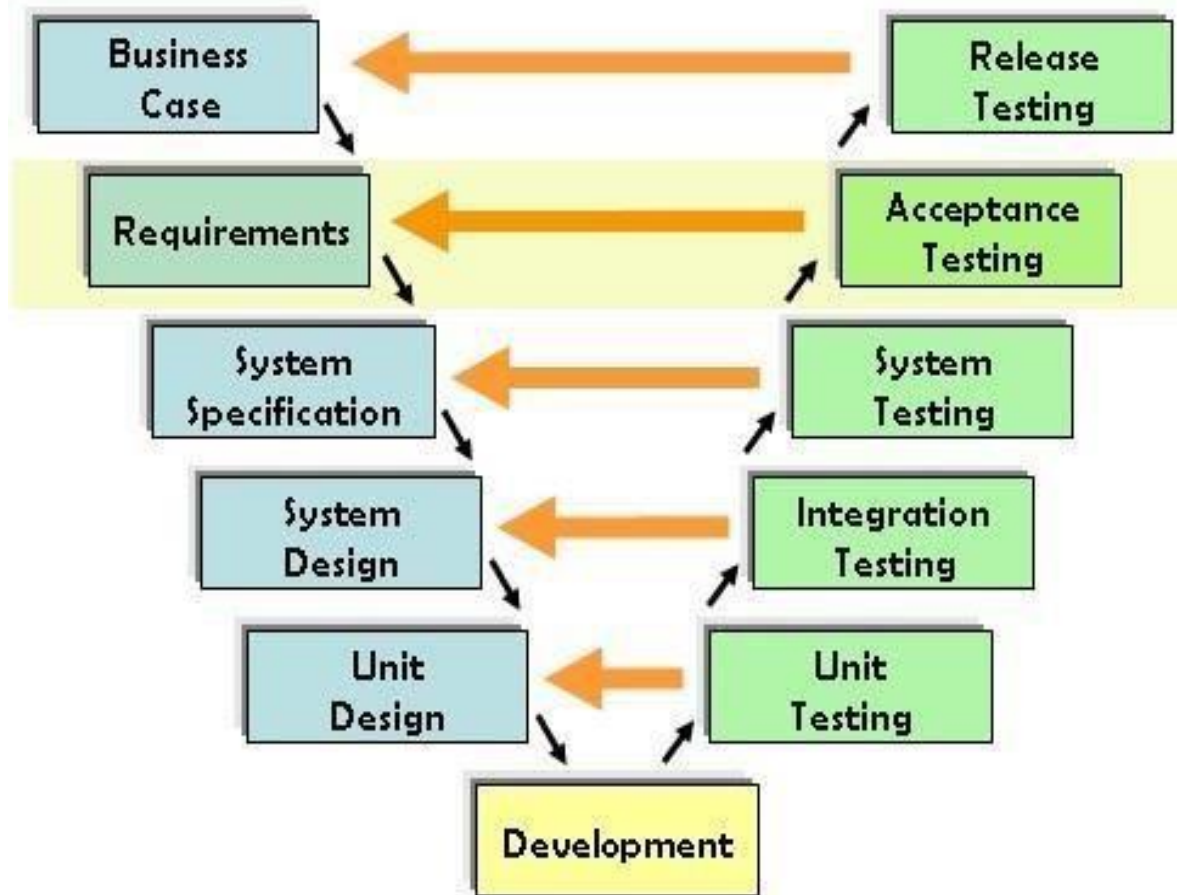 Business
Case
Release
Testing
Requirements
Acceptance
Testing
System
Specification
System
Testing
System
Design
Integration
Testing
Unit
Design
Unit
Testing
Development